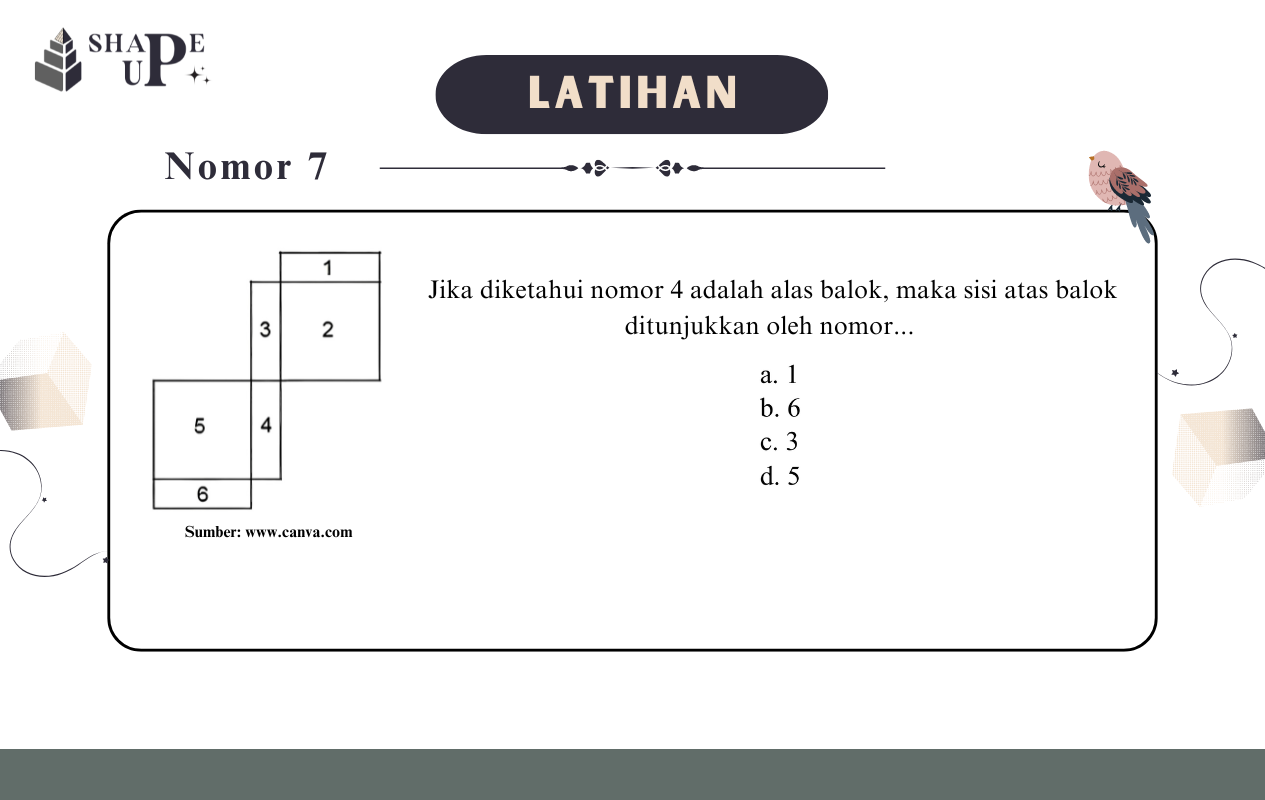 SHAPE
UP
LATIHAN
Nomor 7
1
3
2
5
4
6
Sumber: www.canva.com
Jika diketahui nomor 4 adalah alas balok, maka sisi atas balok
ditunjukkan oleh nomor...
a. 1
b. 6
c. 3
d. 5